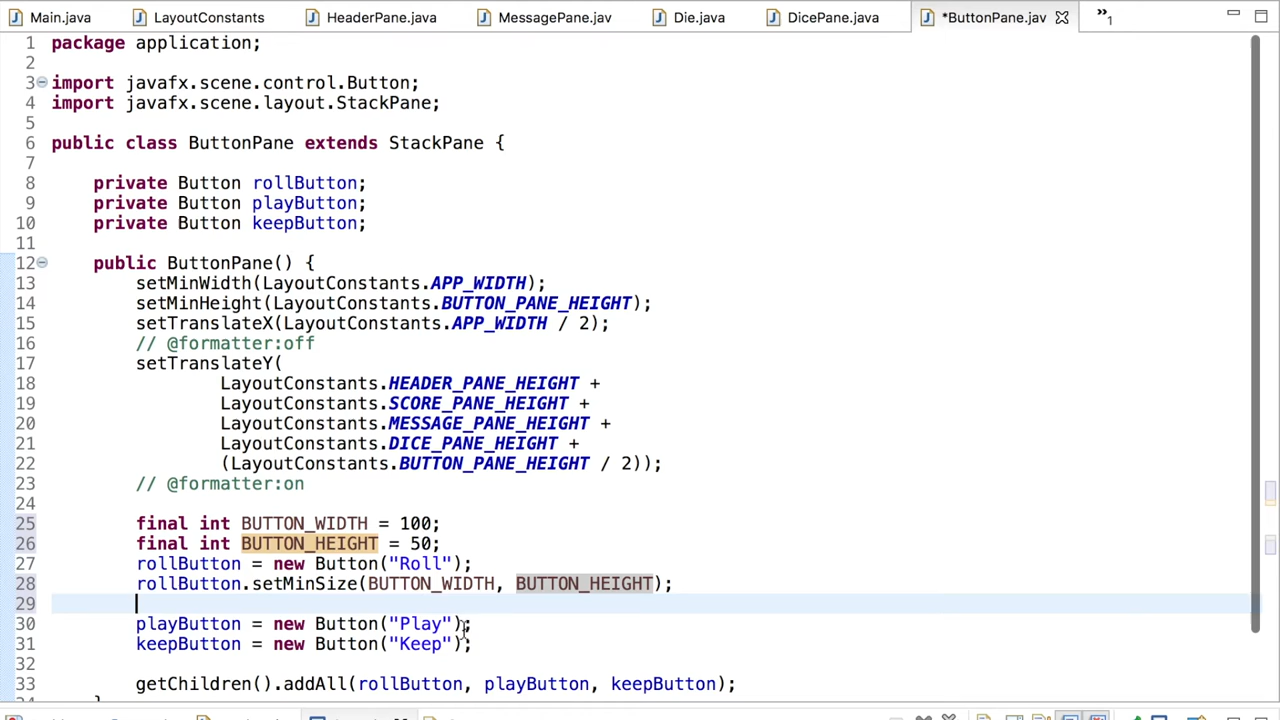 Main.java LayoutConstants HeaderPane.java MessagePane.jav Die.java DicePane.java *ButtonPane.jav »1
1 package application;
2
3 import javafx.scene.control.Button;
4 import javafx.scene.layout.StackPane;
5
6 public class ButtonPane extends StackPane {
7
8 private Button rollButton;
9 private Button playButton;
10 private Button keepButton;
11
12 public ButtonPane() {
13 setMinWidth(LayoutConstants.APP_WIDTH);
14 setMinHeight(LayoutConstants.BUTTON_PANE_HEIGHT);
15 setTranslateX(LayoutConstants.APP_WIDTH / 2);
16 // @formatter:off
17 setTranslateY(
18 LayoutConstants.HEADER_PANE_HEIGHT +
19 LayoutConstants.SCORE_PANE_HEIGHT +
20 LayoutConstants.MESSAGE_PANE_HEIGHT +
21 LayoutConstants.DICE_PANE_HEIGHT +
22 (LayoutConstants.BUTTON_PANE_HEIGHT / 2));
23 // @formatter:on
24
25 final int BUTTON_WIDTH = 100;
26 final int BUTTON_HEIGHT = 50;
27 rollButton = new Button("Roll");
28 rollButton.setMinSize(BUTTON_WIDTH, BUTTON_HEIGHT);
29
30 playButton = new Button("Play");
31 keepButton = new Button("Keep");
32
33 getChildren().addAll(rollButton, playButton, keepButton);